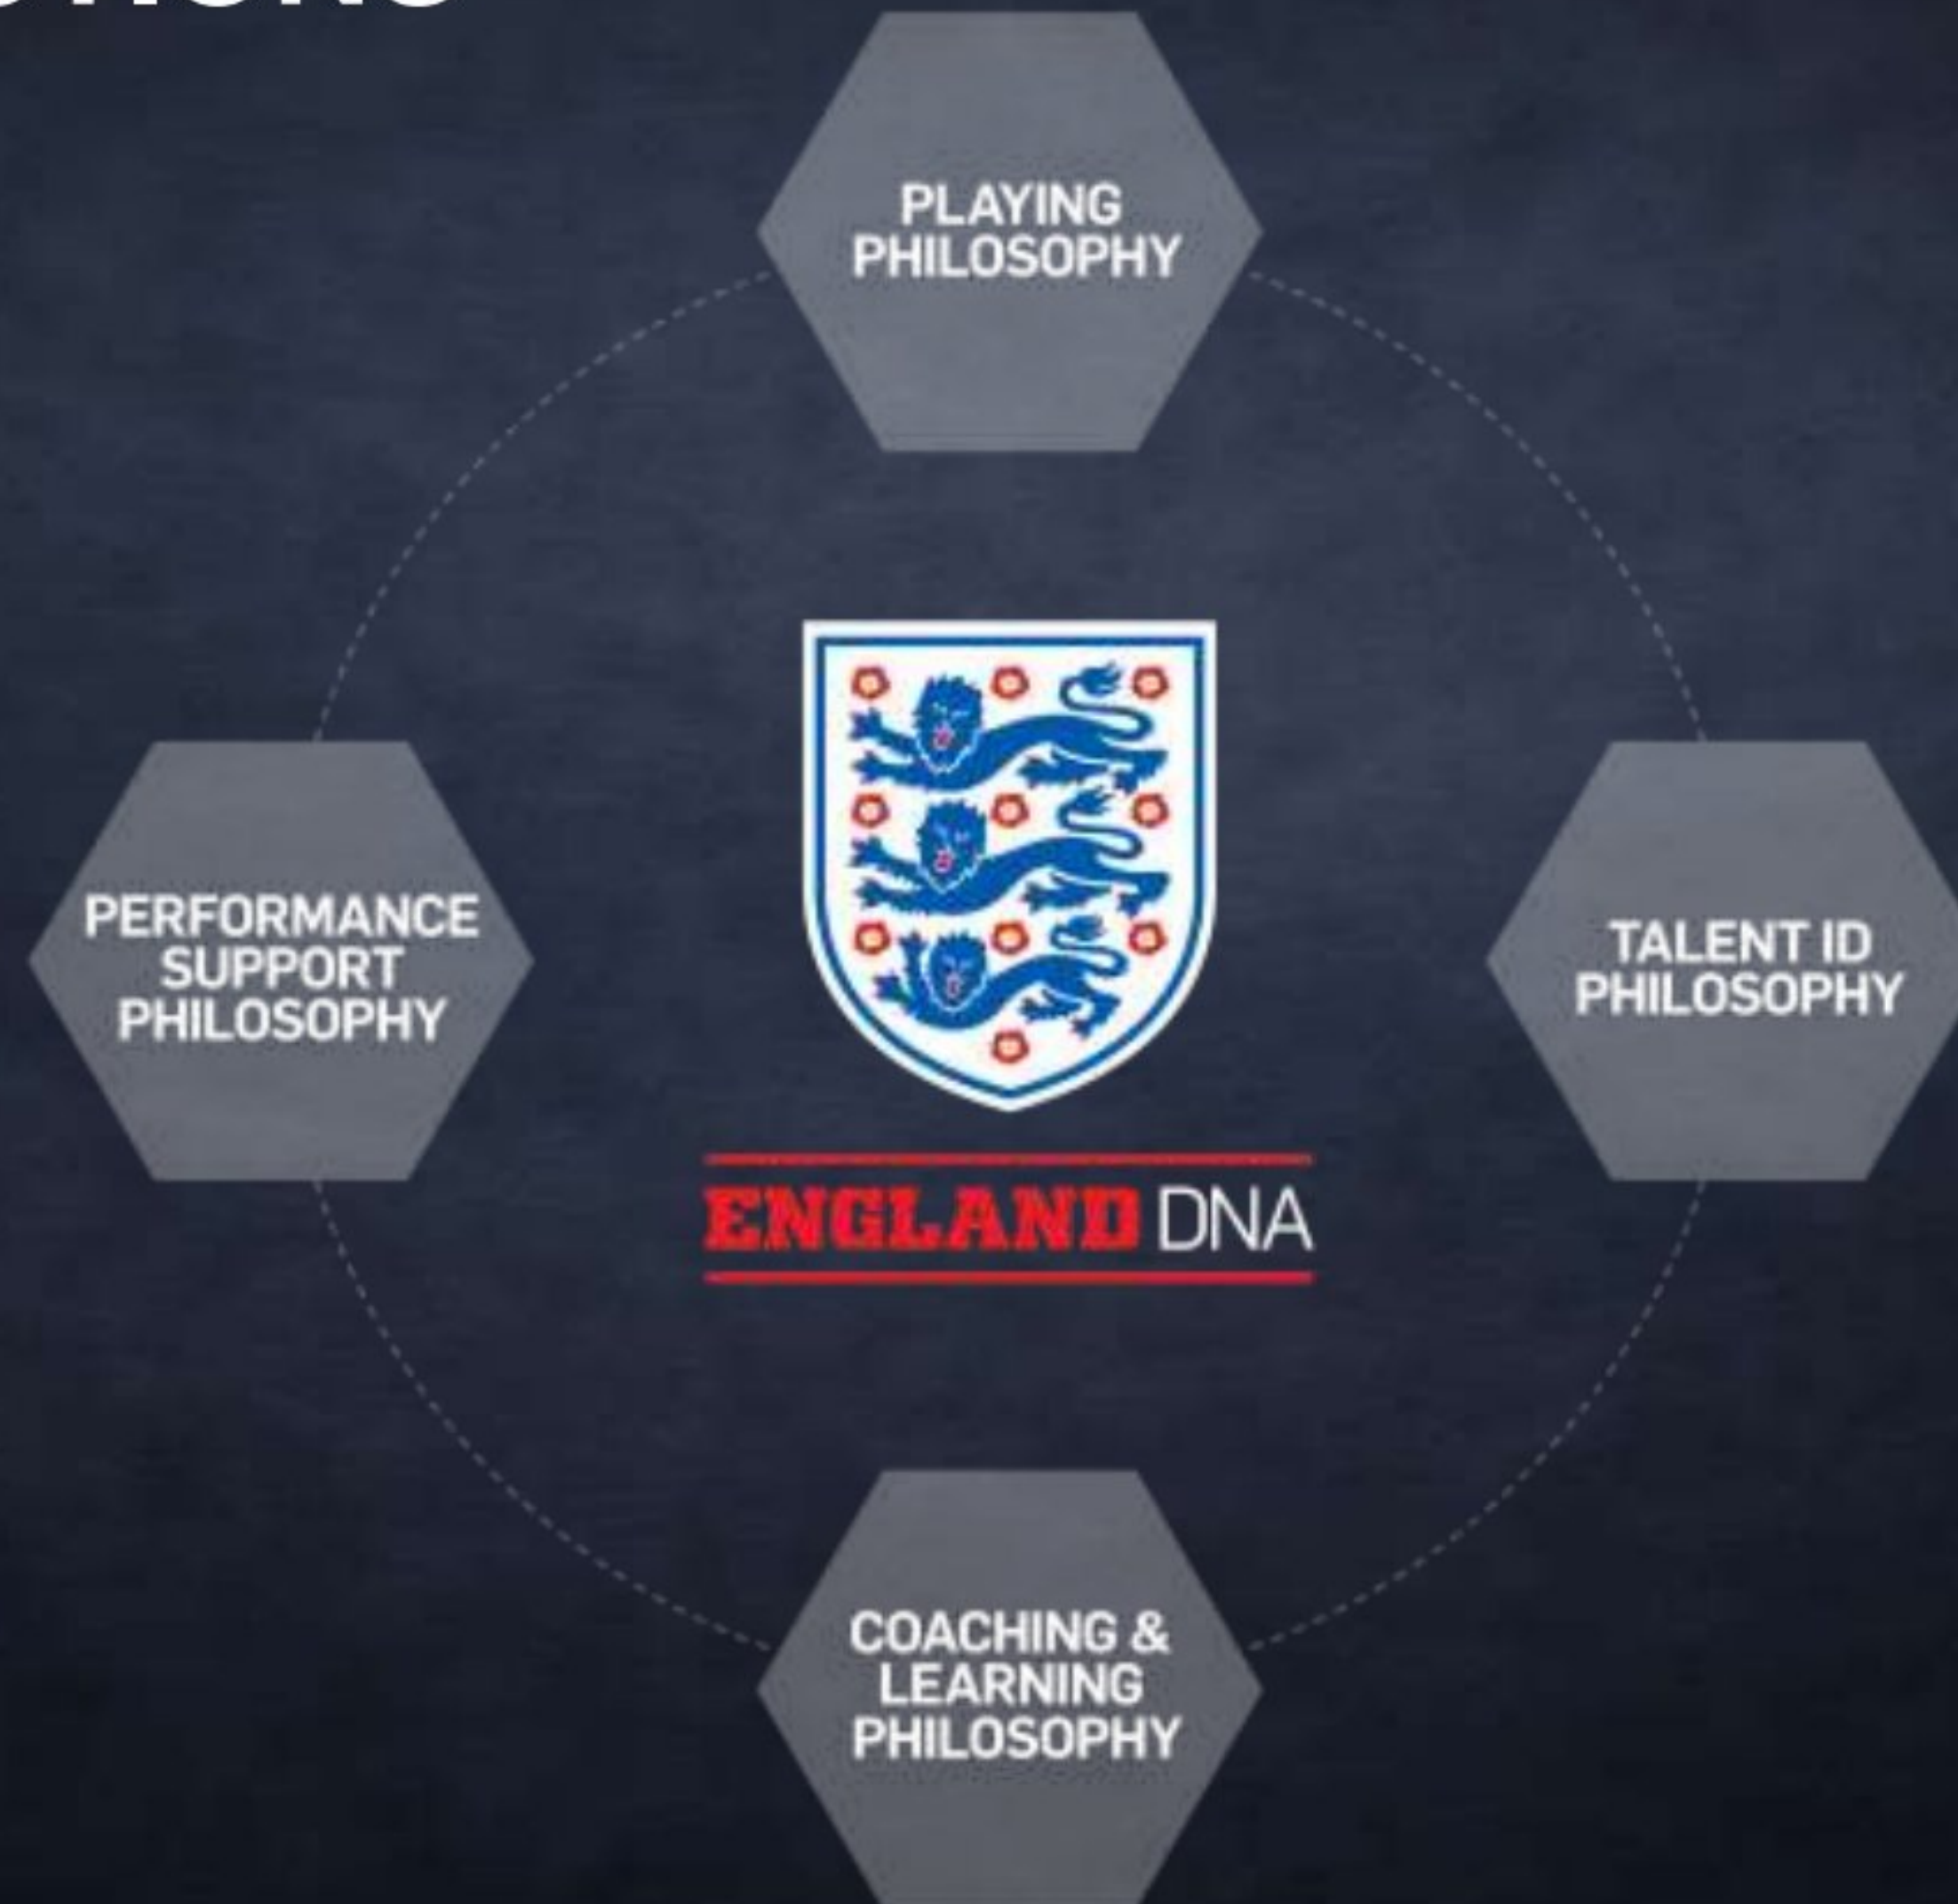 PLAYING
PHILOSOPHY
PERFORMANCE
SUPPORT
PHILOSOPHY
TALENT ID
PHILOSOPHY
ENGLAND DNA
COACHING &
LEARNING
PHILOSOPHY